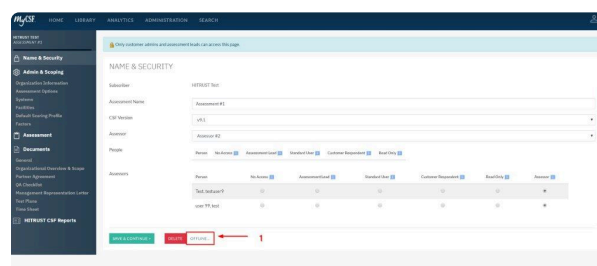 MyCSF HOME LIBRARY ANALYTICS ADMINISTRATION SEARCH
HITRUST TEST
ASSESSMENT #1
Name & Security
Admin & Scoping
Organization Information
Assessment Options
Systems
Facilities
Default Scoring Profile
Factors
Assessment
Documents
General
Organizational Overview & Scope
Partner Agreement
QA Checklist
Management Representation Letter
Test Plans
Time Sheet
HITRUST CSF Reports
Only customer admins and assessment leads can access this page.
NAME & SECURITY
Subscriber HITRUST Test
Assessment Name Assessment #1
CSF Version v9.1
Assessor Assessor #2
People Person No Access Assessment Lead Standard User Customer Respondent Read Only
Assessors Person No Access Assessment Lead Standard User Customer Respondent Read Only Assessor
Test, testuser9
user 99, test
SAVE & CONTINUE DELETE OFFLINE 1